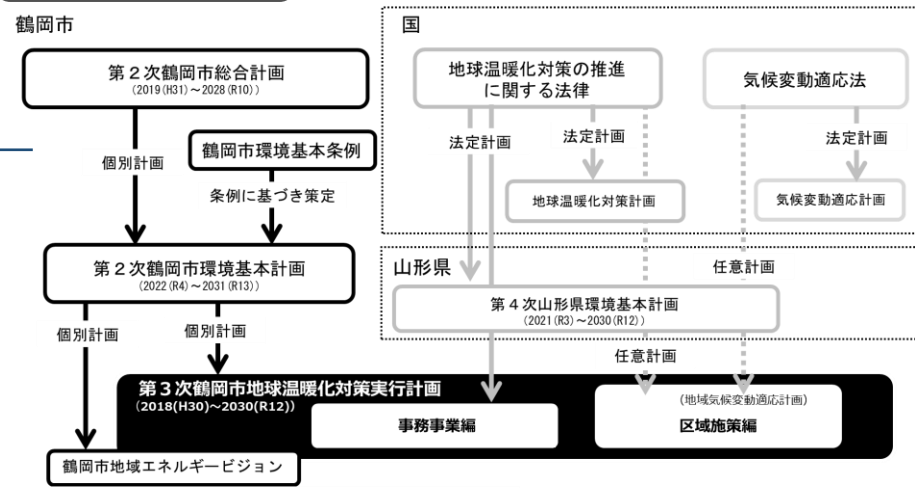 鶴岡市
第２次鶴岡市総合計画
(2019(H31)～2028(R10))
個別計画
鶴岡市環境基本条例
条例に基づき策定
第２次鶴岡市環境基本計画
(2022(R4)～2031(R13))
個別計画
個別計画
国
地球温暖化対策の推進
に関する法律
気候変動適応法
法定計画
法定計画
法定計画
地球温暖化対策計画
気候変動適応計画
山形県
任意計画
第４次山形県環境基本計画
(2021(R3)～2030(R12))
任意計画
第３次鶴岡市地球温暖化対策実行計画
(2018(H30)～2030(R12))
事務事業編
(地域気候変動適応計画)
区域施策編
鶴岡市地域エネルギービジョン